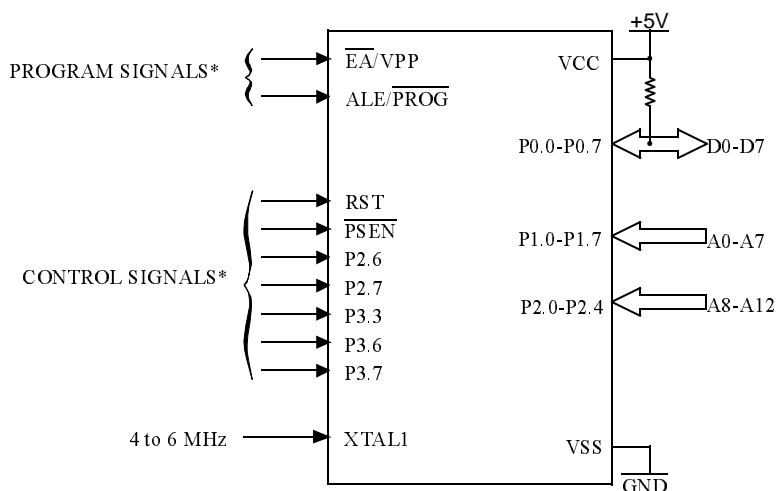 +5V
PROGRAM SIGNALS*
EA/VPP
VCC
ALE/PROG
P0.0-P0.7
D0-D7
RST
PSEN
P1.0-P1.7
A0-A7
P2.6
CONTROL SIGNALS*
P2.7
P2.0-P2.4
A8-A12
P3.3
P3.6
P3.7
4 to 6 MHz
XTAL1
VSS
GND